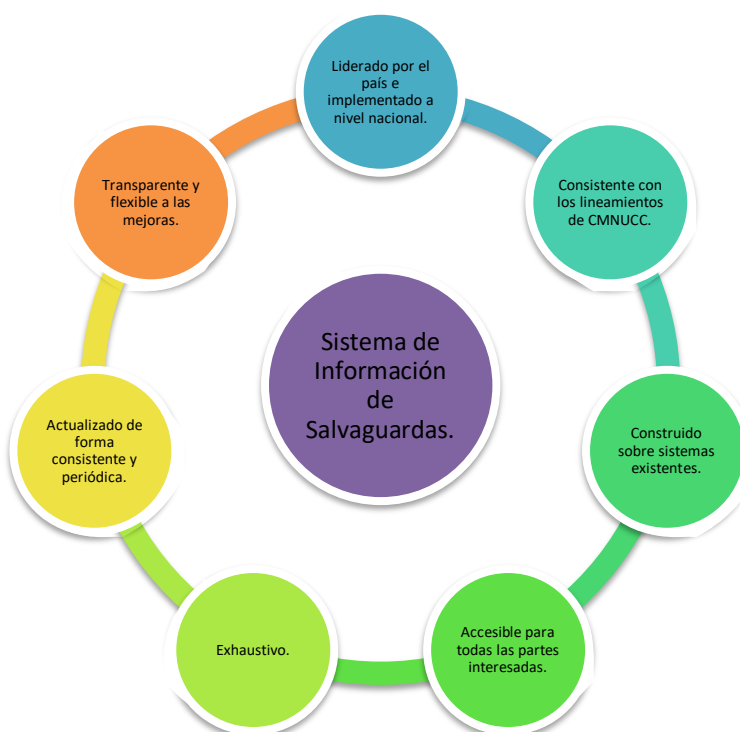 Liderado por el
país e
implementado a
nivel nacional.
Consistente con
los lineamientos
de CMNUCC.
Construido
sobre sistemas
existentes.
Accesible para
todas las partes
interesadas.
Exhaustivo.
Actualizado de
forma
consistente y
periódica.
Transparente y
flexible a las
mejoras.
Sistema de
Información
de
Salvaguardas.